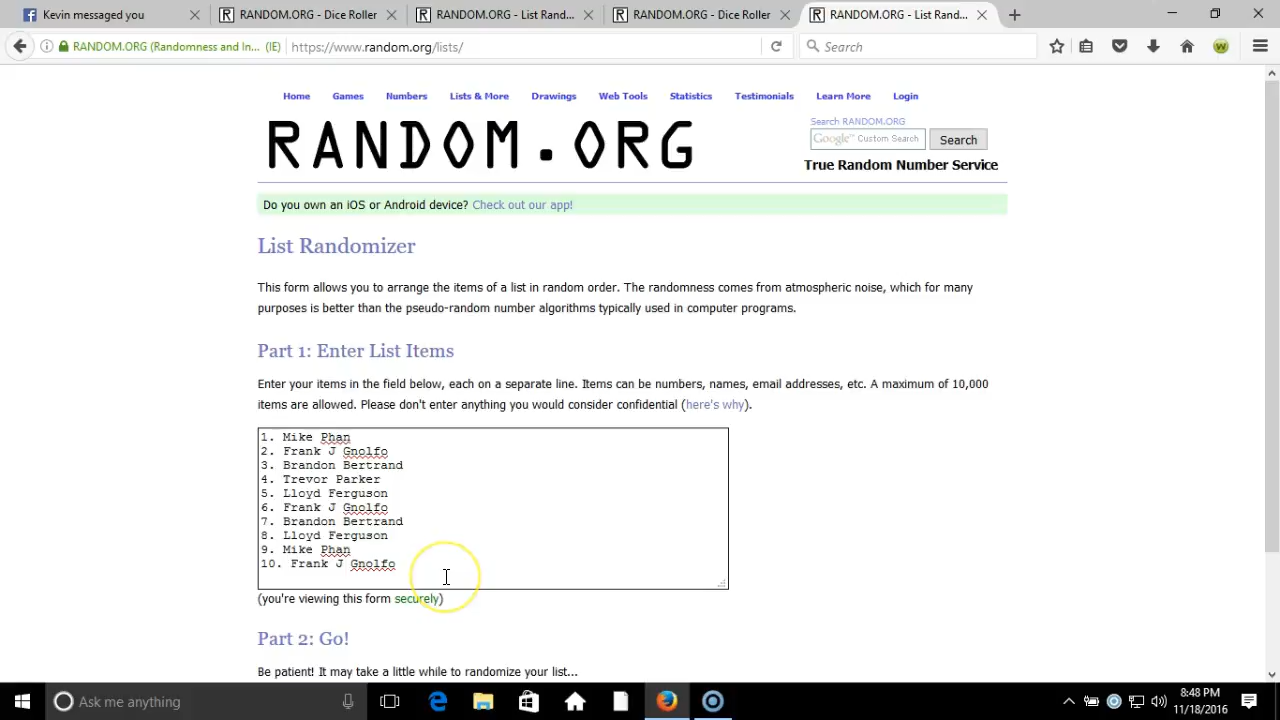 Kevin messaged you
RANDOM.ORG - Dice Roller
RANDOM.ORG - List Rand...
RANDOM.ORG - Dice Roller
RANDOM.ORG - List Rand...
RANDOM.ORG (Randomness and In... (IE)
https://www.random.org/lists/
Search
Home Games Numbers Lists & More Drawings Web Tools Statistics Testimonials Learn More Login
RANDOM.ORG
Search RANDOM.ORG
Google™ Custom Search
Search
True Random Number Service
Do you own an iOS or Android device? Check out our app!
List Randomizer
This form allows you to arrange the items of a list in random order. The randomness comes from atmospheric noise, which for many
purposes is better than the pseudo-random number algorithms typically used in computer programs.
Part 1: Enter List Items
Enter your items in the field below, each on a separate line. Items can be numbers, names, email addresses, etc. A maximum of 10,000
items are allowed. Please don't enter anything you would consider confidential (here's why).
1. Mike Phan
2. Frank J Gnolfo
3. Brandon Bertrand
4. Trevor Parker
5. Lloyd Ferguson
6. Frank J Gnolfo
7. Brandon Bertrand
8. Lloyd Ferguson
9. Mike Phan
10. Frank J Gnolfo
(you're viewing this form securely)
Part 2: Go!
Be patient! It may take a little while to randomize your list...
Ask me anything
8:48 PM
11/18/2016